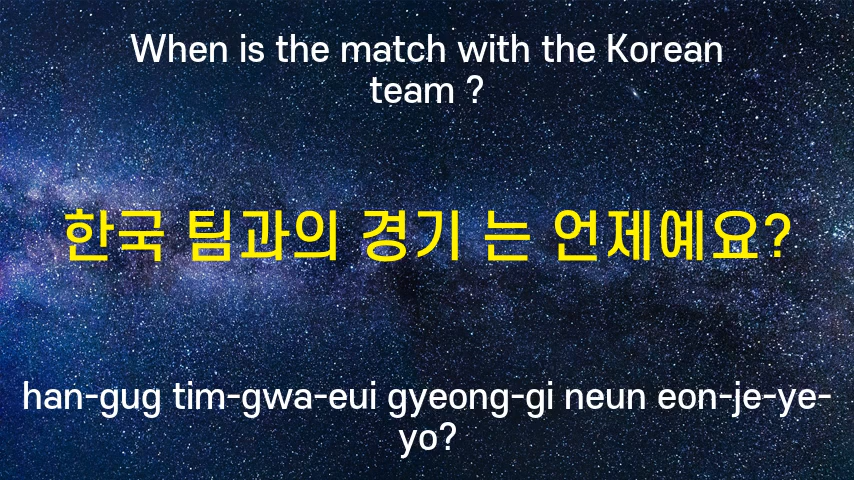 When is the match with the Korean
team ?
한국 팀과의 경기 는 언제예요?
han-gug tim-gwa-eui gyeong-gi neun eon-je-ye-
yo?